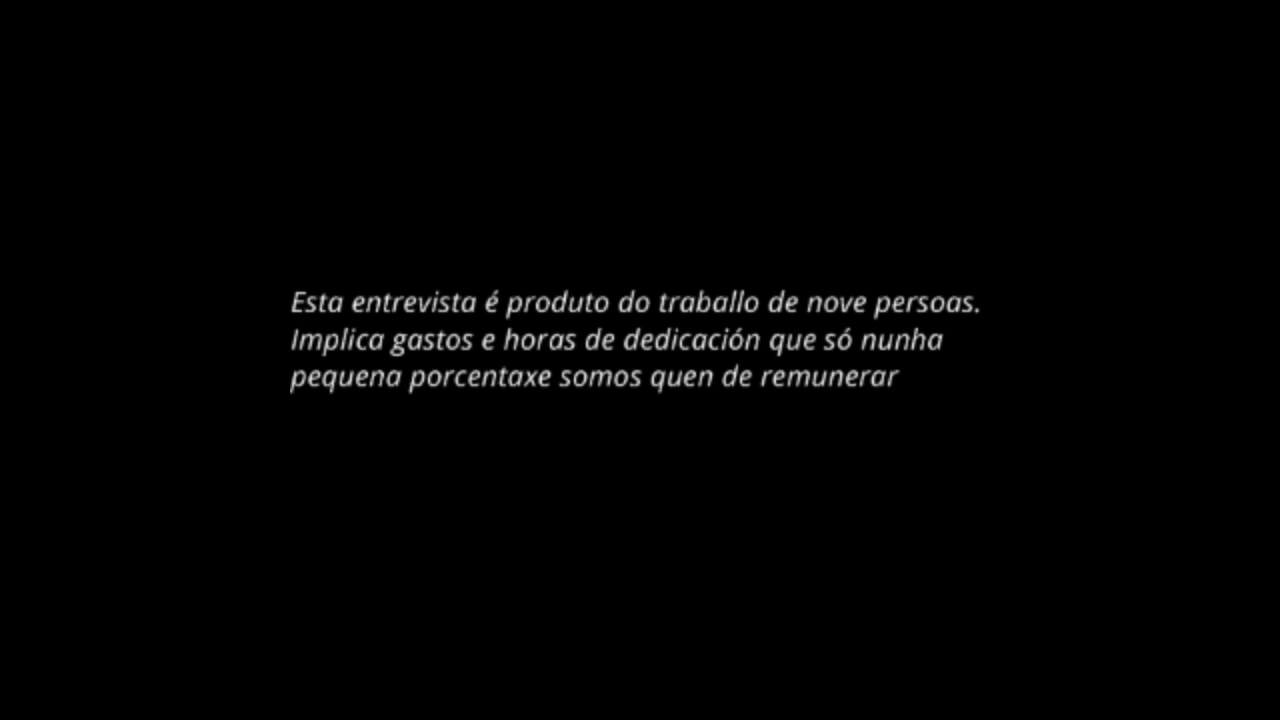 Esta entrevista é produto do traballo de nove persoas.
Implica gastos e horas de dedicación que só nunha
pequena porcentaxe somos quen de remunerar